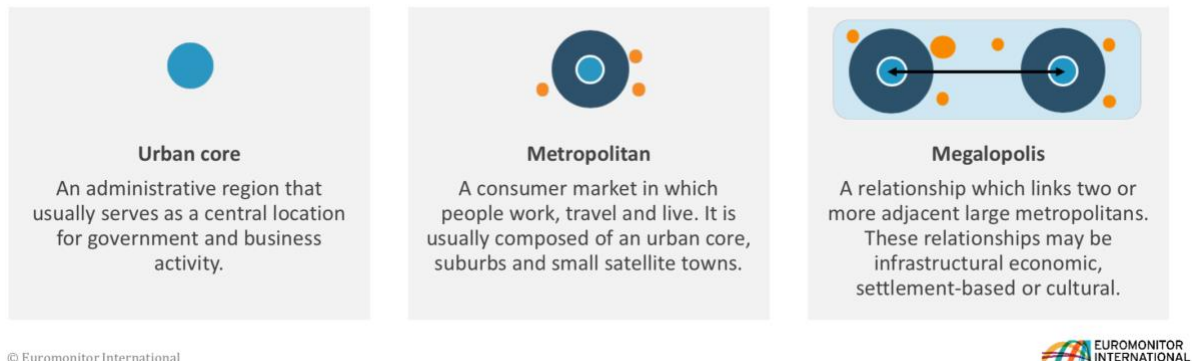 Urban core
An administrative region that
usually serves as a central location
for government and business
activity.
Metropolitan
A consumer market in which
people work, travel and live. It is
usually composed of an urban core,
suburbs and small satellite towns.
Megalopolis
A relationship which links two or
more adjacent large metropolitans.
These relationships may be
infrastructural economic,
settlement-based or cultural.
© Euromonitor International
EUROMONITOR
INTERNATIONAL